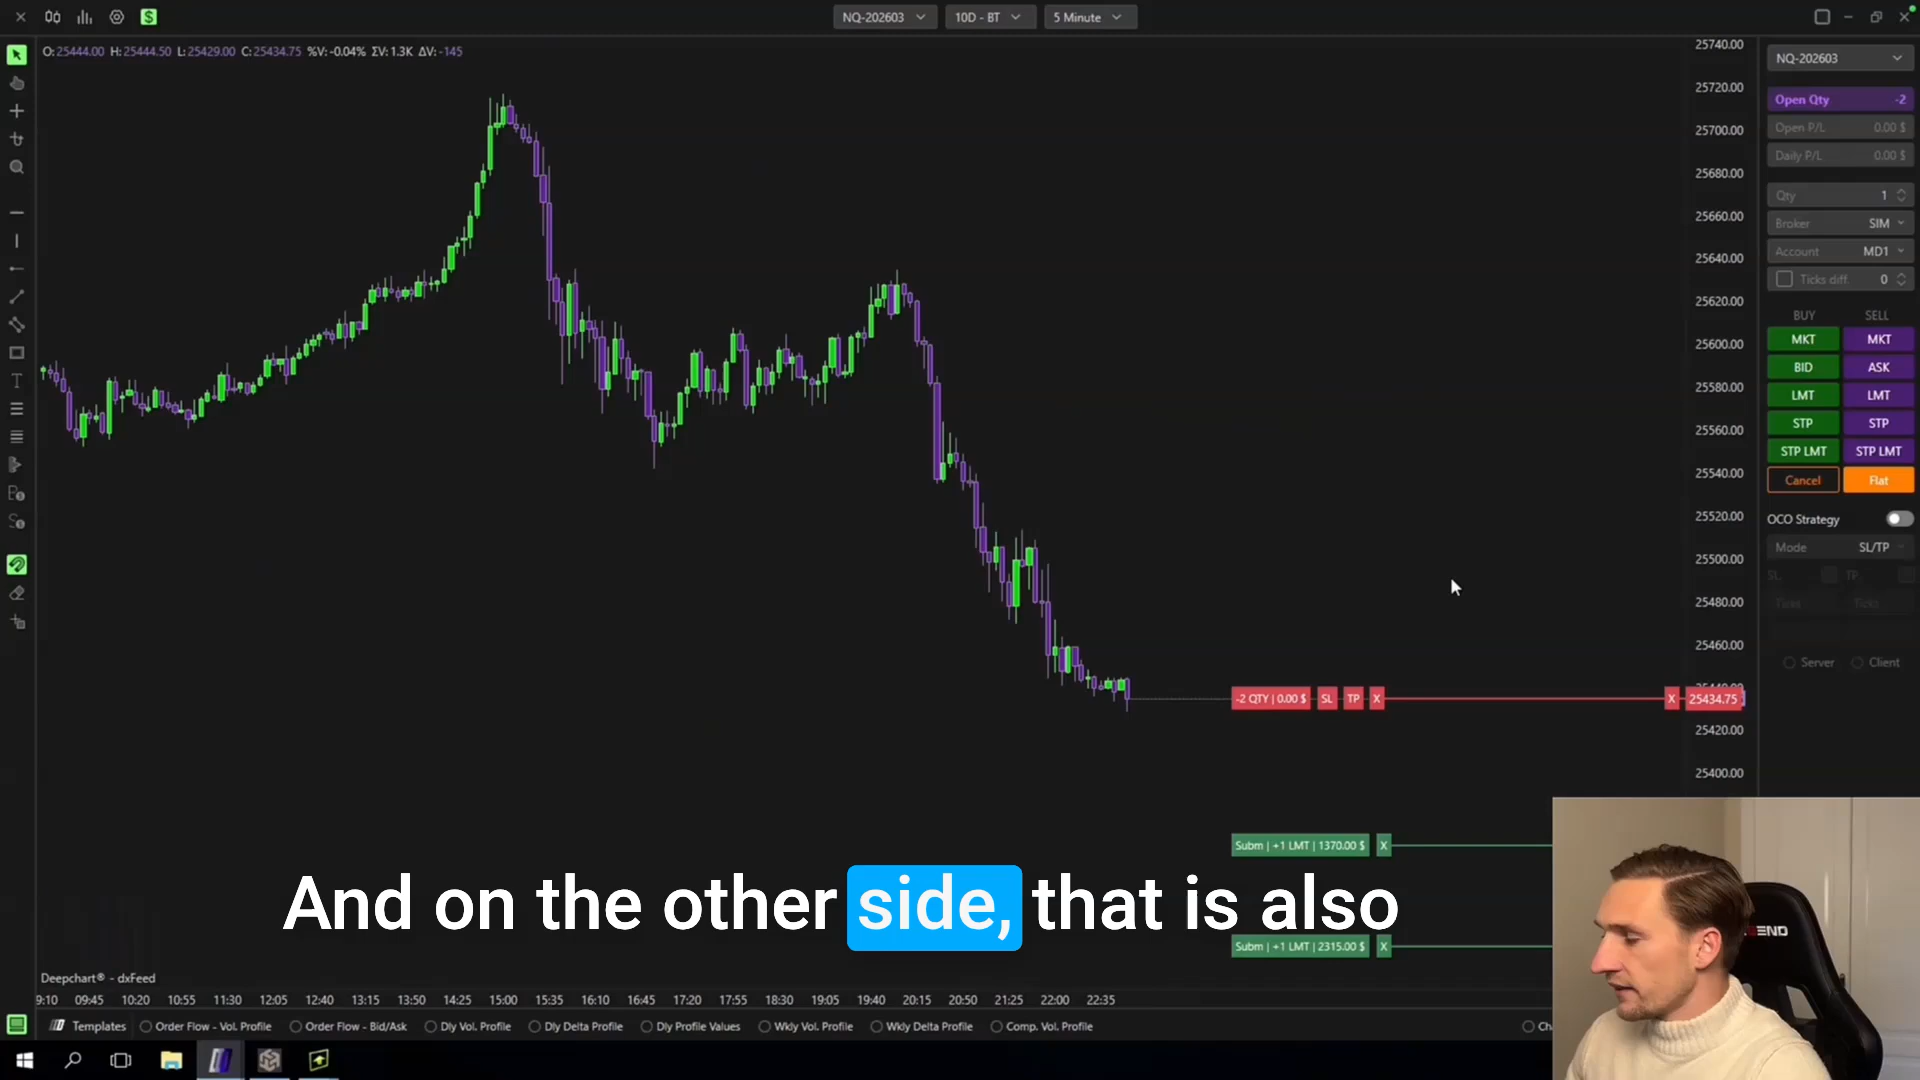 NQ-202603
10D - BT
5 Minute
O:25444.00 H:25444.50 L:25429.00 C:25434.75 %V:-0.04% ΣV:1.3K ΔV:-145
25740.00
25720.00
25700.00
25680.00
25660.00
25640.00
25620.00
25600.00
25580.00
25560.00
25540.00
25520.00
25500.00
25480.00
25460.00
25434.75
25420.00
25400.00
NQ-202603
Open Qty -2
Open P/L 0.00 $
Daily P/L 0.00 $
Qty 1
Broker SIM
Account MD1
Ticks diff. 0
BUY SELL
MKT MKT
BID ASK
LMT LMT
STP STP
STP LMT STP LMT
Cancel Flat
OCO Strategy
Mode SL/TP
SL TP
Ticks Ticks
Server Client
-2 QTY | 0.00 $ SL TP X X
Subm | +1 LMT | 1370.00 $ X
And on the other side, that is also
Subm | +1 LMT | 2315.00 $ X
Deepchart® - dxFeed
9:10 09:45 10:20 10:55 11:30 12:05 12:40 13:15 13:50 14:25 15:00 15:35 16:10 16:45 17:20 17:55 18:30 19:05 19:40 20:15 20:50 21:25 22:00 22:35
Templates Order Flow - Vol. Profile Order Flow - Bid/Ask Dly Vol. Profile Dly Delta Profile Dly Profile Values Wkly Vol. Profile Wkly Delta Profile Comp. Vol. Profile